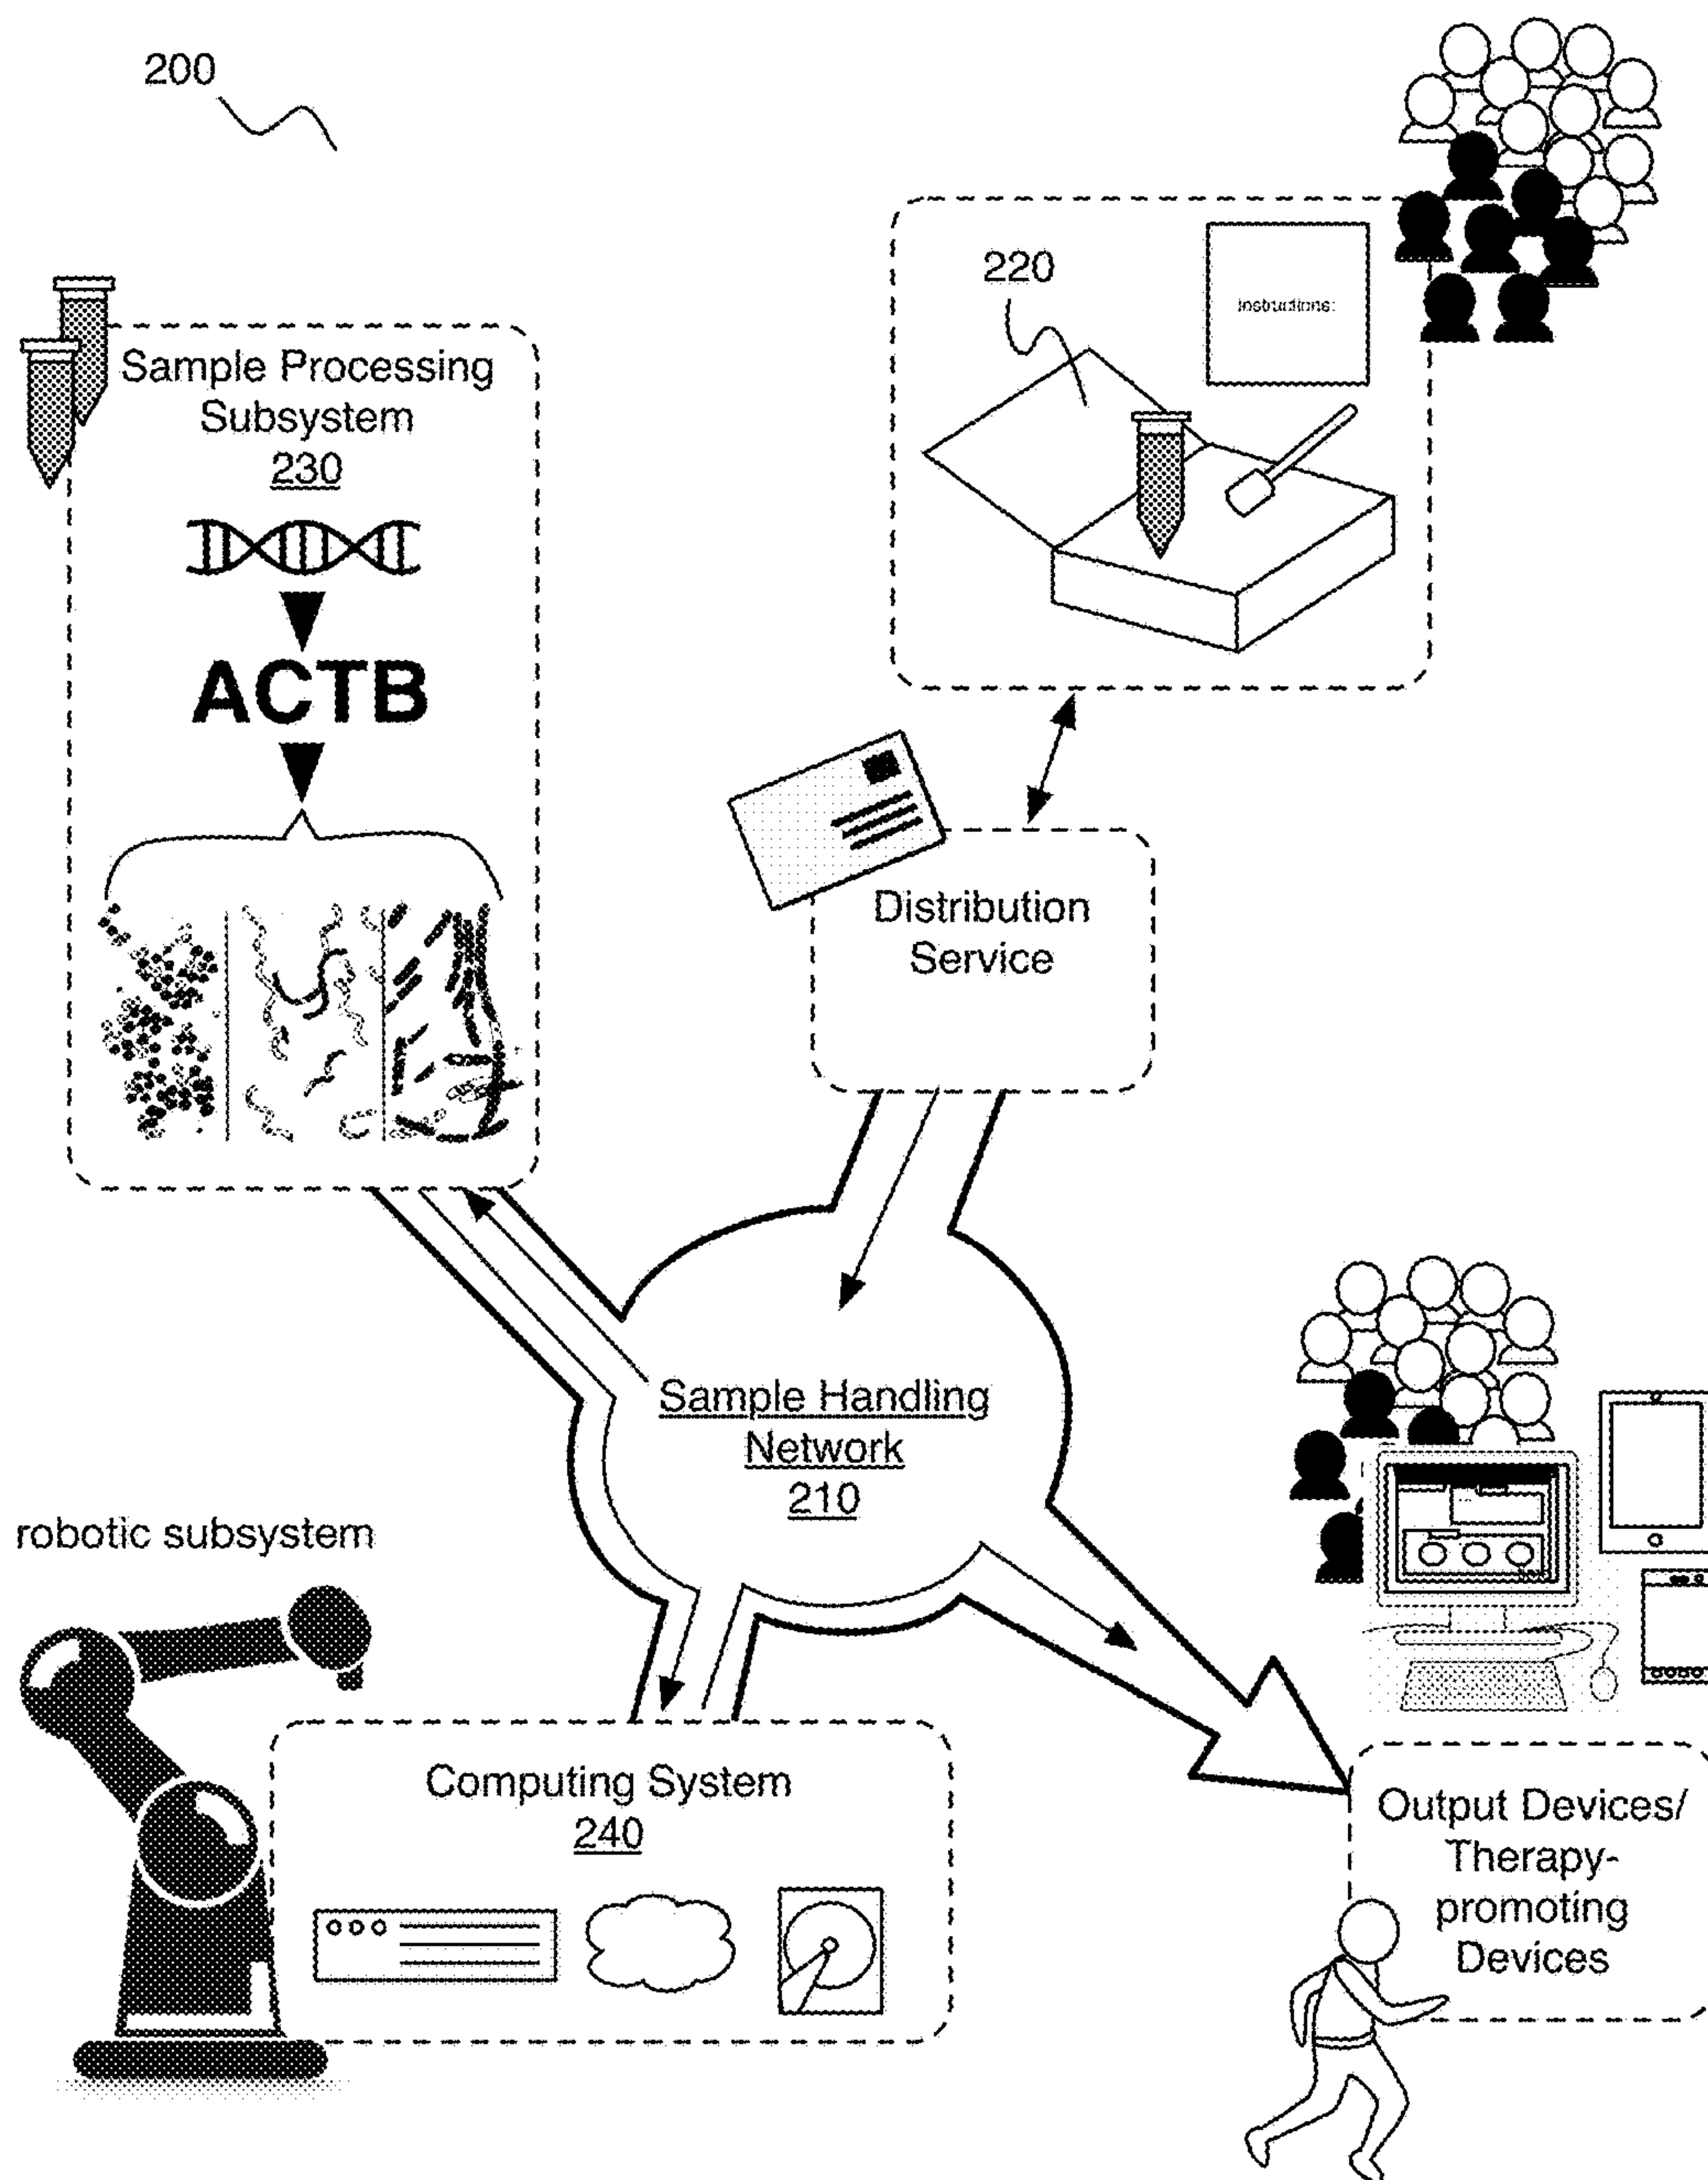 200
220
Instructions:
Sample Processing
Subsystem
230
ACTB
Distribution
Service
Sample Handling
Network
210
robotic subsystem
Computing System
240
Output Devices/
Therapy-
promoting
Devices